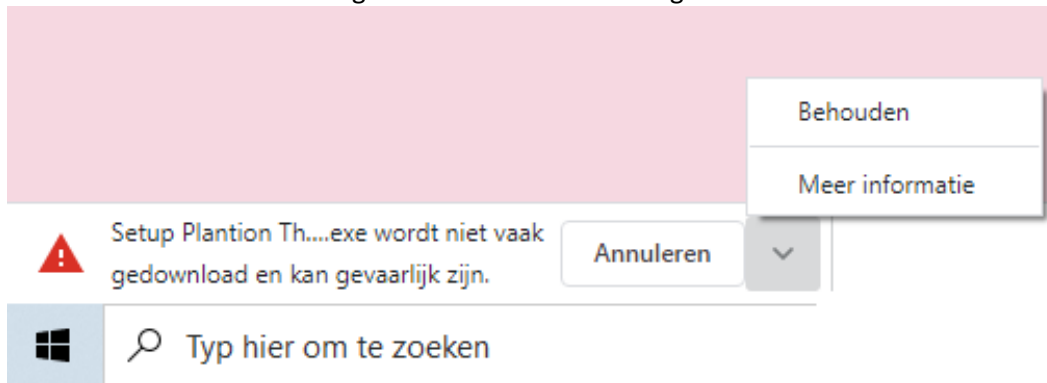 Behouden
Meer informatie
Setup Plantion Th....exe wordt niet vaak
gedownload en kan gevaarlijk zijn.
Annuleren
Typ hier om te zoeken